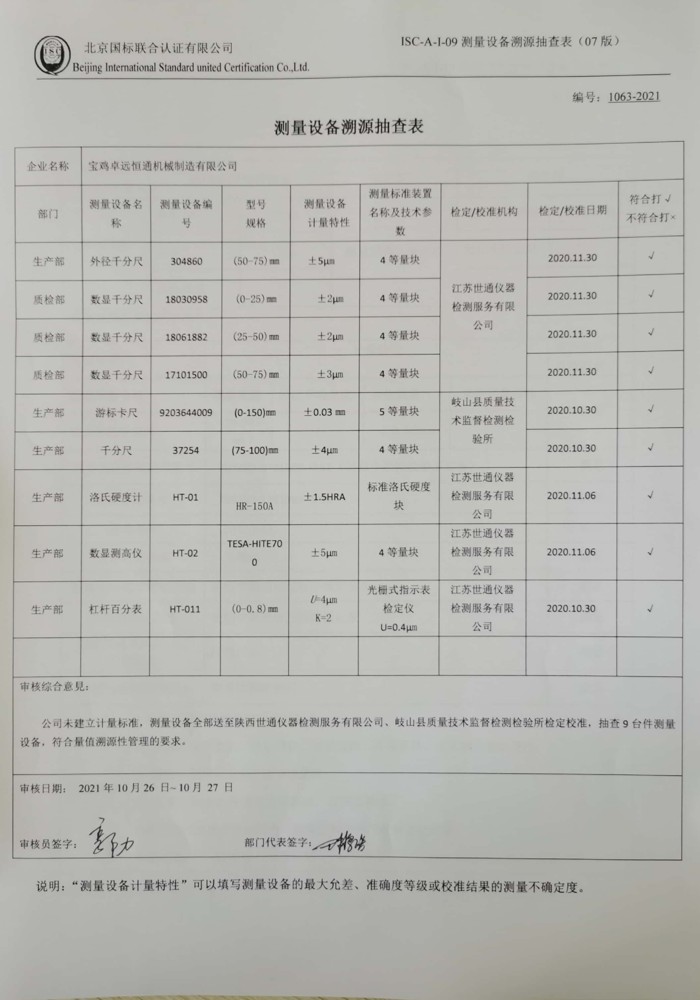 ISC
北京国标联合认证有限公司
Beijing International Standard united Certification Co.,Ltd.
ISC-A-I-09 测量设备溯源抽查表（07 版）
编号： 1063-2021
测量设备溯源抽查表
企业名称 宝鸡卓远恒通机械制造有限公司
部门
测量设备名
称
测量设备编
号
型号
规格
测量设备
计量特性
测量标准装置
名称及技术参
数
检定/校准机构
检定/校准日期
符合打√
不符合打×
生产部 外径千分尺 304860 (50-75)mm ±5μm 4 等量块 2020.11.30 √
江苏世通仪器
检测服务有限
公司
质检部 数显千分尺 18030958 (0-25)mm ±2μm 4 等量块 2020.11.30 √
质检部 数显千分尺 18061882 (25-50)mm ±2μm 4 等量块 2020.11.30 √
质检部 数显千分尺 17101500 (50-75)mm ±3μm 4 等量块 2020.11.30 √
生产部 游标卡尺 9203644009 (0-150)mm ±0.03 mm 5 等量块 2020.10.30 √
岐山县质量技
术监督检测检
验所
生产部 千分尺 37254 (75-100)mm ±4μm 4 等量块 2020.10.30 √
生产部 洛氏硬度计 HT-01 HR-150A ±1.5HRA
标准洛氏硬度
块
江苏世通仪器
检测服务有限
公司
2020.11.06 √
生产部 数显测高仪 HT-02
TESA-HITE70
0
±5μm 4 等量块
江苏世通仪器
检测服务有限
公司
2020.11.06 √
生产部 杠杆百分表 HT-011 (0-0.8)mm
U=4μm
K=2
光栅式指示表
检定仪
U=0.4μm
江苏世通仪器
检测服务有限
公司
2020.10.30 √
审核综合意见：
公司未建立计量标准，测量设备全部送至陕西世通仪器检测服务有限公司、岐山县质量技术监督检测检验所检定校准，抽查 9 台件测量
设备，符合量值溯源性管理的要求。
审核日期： 2021 年 10 月 26 日~ 10 月 27 日
审核员签字： 郭力 部门代表签字：
说明：“测量设备计量特性”可以填写测量设备的最大允差、准确度等级或校准结果的测量不确定度。